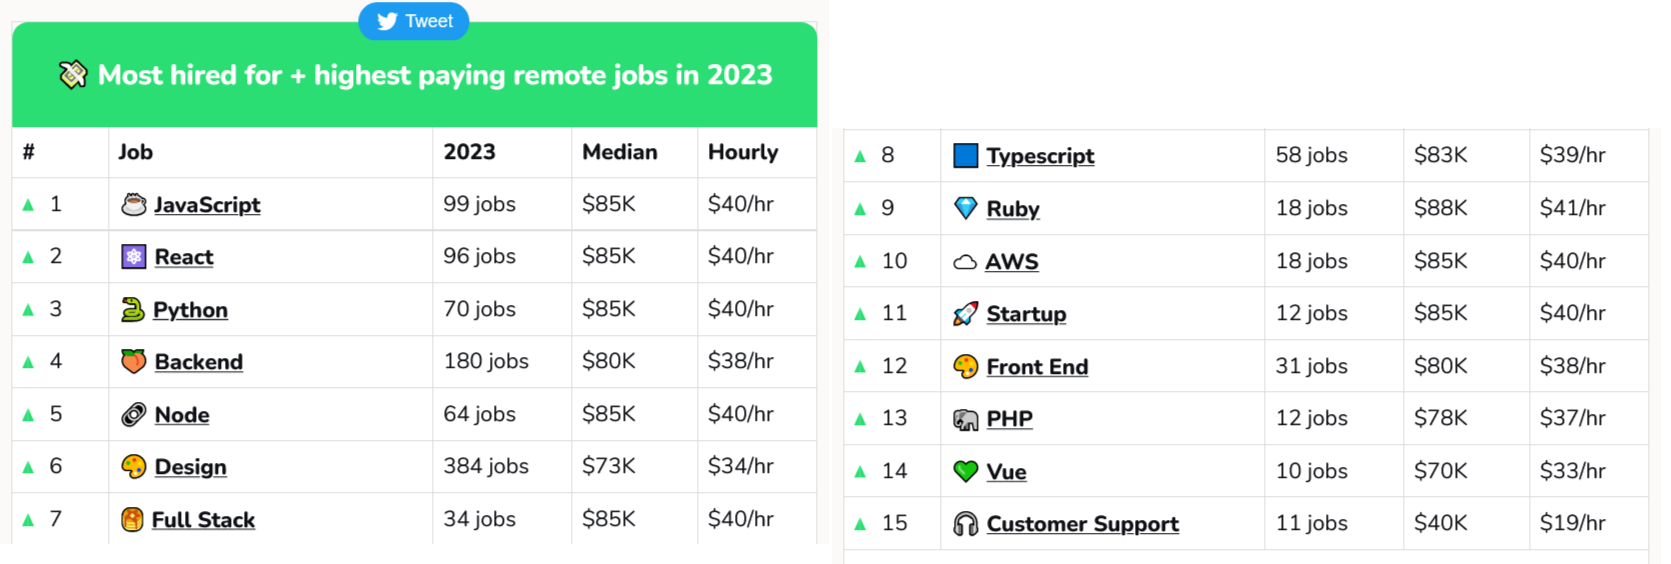 Tweet
Most hired for + highest paying remote jobs in 2023
# Job 2023 Median Hourly
1 JavaScript 99 jobs $85K $40/hr
2 React 96 jobs $85K $40/hr
3 Python 70 jobs $85K $40/hr
4 Backend 180 jobs $80K $38/hr
5 Node 64 jobs $85K $40/hr
6 Design 384 jobs $73K $34/hr
7 Full Stack 34 jobs $85K $40/hr
8 Typescript 58 jobs $83K $39/hr
9 Ruby 18 jobs $88K $41/hr
10 AWS 18 jobs $85K $40/hr
11 Startup 12 jobs $85K $40/hr
12 Front End 31 jobs $80K $38/hr
13 PHP 12 jobs $78K $37/hr
14 Vue 10 jobs $70K $33/hr
15 Customer Support 11 jobs $40K $19/hr